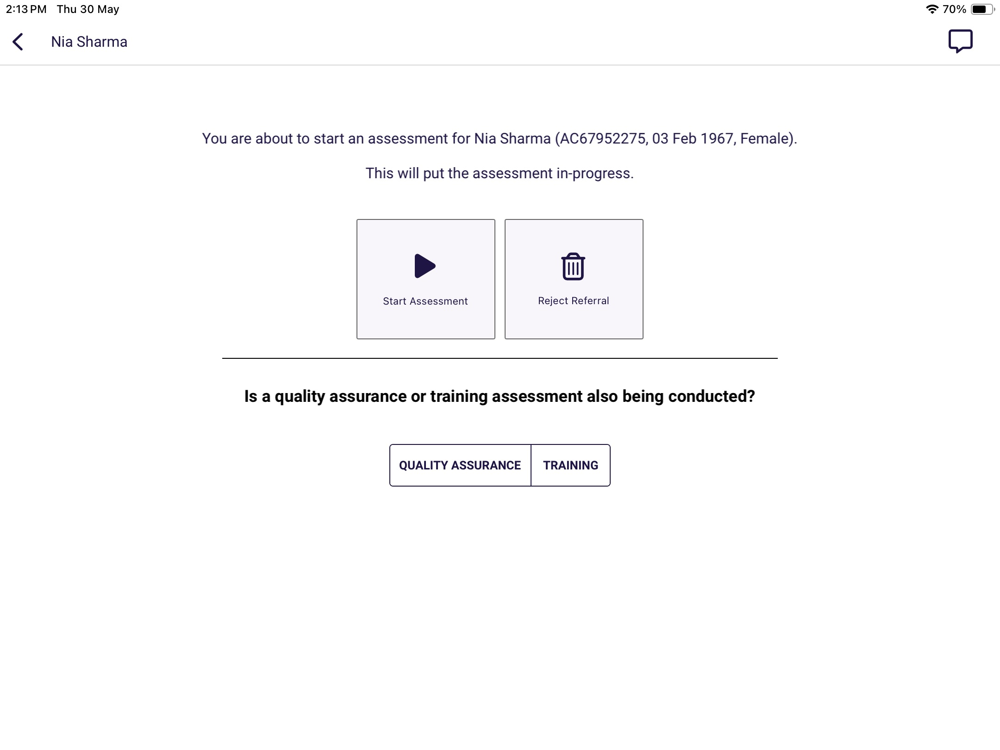 2:13 PM Thu 30 May 70%
Nia Sharma
You are about to start an assessment for Nia Sharma (AC67952275, 03 Feb 1967, Female).
This will put the assessment in-progress.
Start Assessment Reject Referral
Is a quality assurance or training assessment also being conducted?
QUALITY ASSURANCE TRAINING